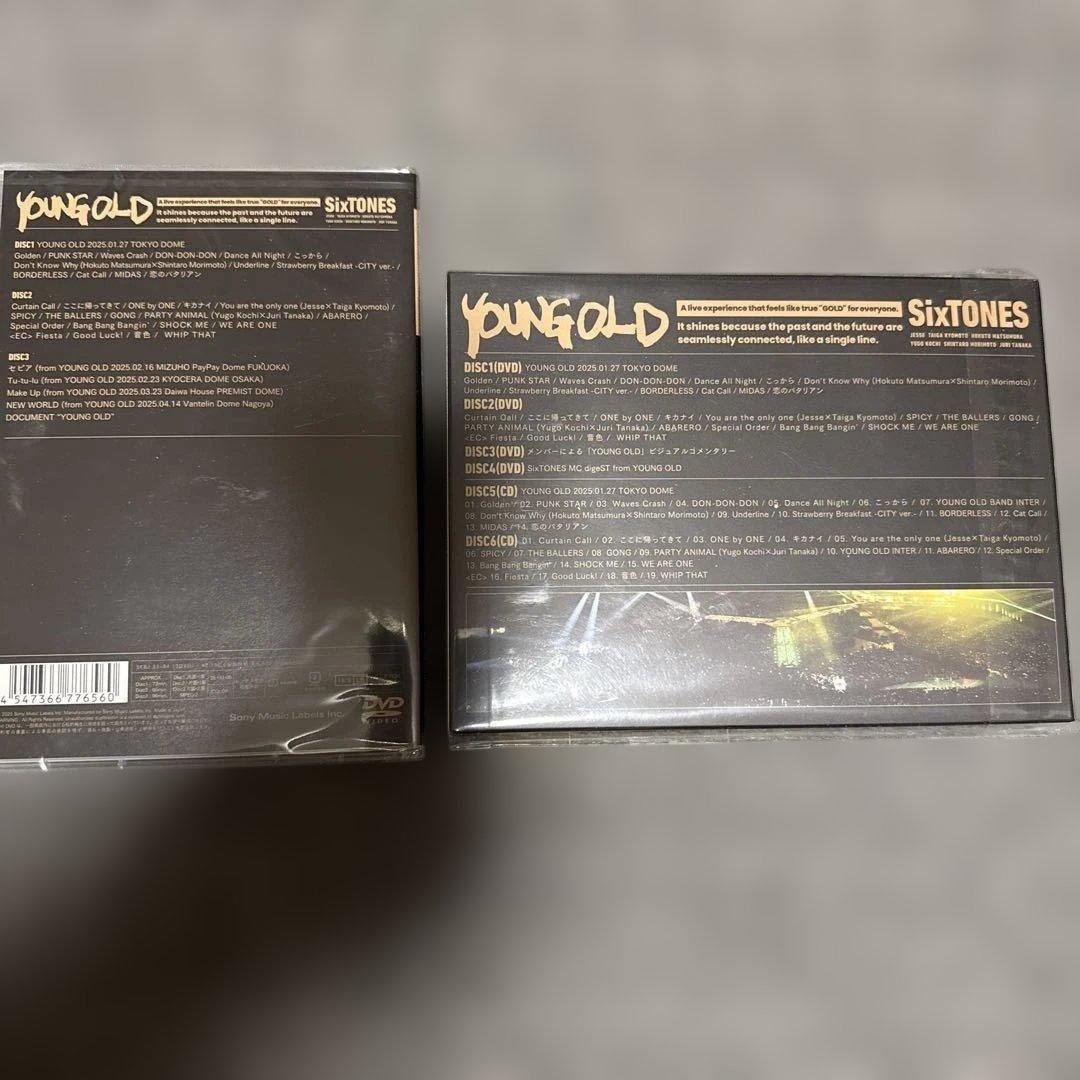 YOUNG OLD
A live experience that feels like true "GOLD" for everyone.
It shines because the past and the future are
seamlessly connected, like a single line.
SixTONES
JESSE TAIGA KYOMOTO HOKUTO MATSUMURA
YUGO KOCHI SHINTARO MORIMOTO JURI TANAKA
DISC1 YOUNG OLD 2025.01.27 TOKYO DOME
Golden / PUNK STAR / Waves Crash / DON-DON-DON / Dance All Night / こっから /
Don't Know Why (Hokuto Matsumura×Shintaro Morimoto) / Underline / Strawberry Breakfast -CITY ver.- /
BORDERLESS / Cat Call / MIDAS / 恋のバタリアン
DISC2
Curtain Call / ここに帰ってきて / ONE by ONE / キカナイ / You are the only one (Jesse×Taiga Kyomoto) /
SPICY / THE BALLERS / GONG / PARTY ANIMAL (Yugo Kochi×Juri Tanaka) / ABARERO /
Special Order / Bang Bang Bangin' / SHOCK ME / WE ARE ONE
<EC> Fiesta / Good Luck! / 音色 / WHIP THAT
DISC3
セピア (from YOUNG OLD 2025.02.16 MIZUHO PayPay Dome FUKUOKA)
Tu-tu-lu (from YOUNG OLD 2025.02.23 KYOCERA DOME OSAKA)
Make Up (from YOUNG OLD 2025.03.23 Daiwa House PREMIST DOME)
NEW WORLD (from YOUNG OLD 2025.04.14 Vantelin Dome Nagoya)
DOCUMENT "YOUNG OLD"
4 547366 776560
APPROX.
COLOR
MPEG-2
Sony Music Labels Inc.
DVD
VIDEO
YOUNG OLD
A live experience that feels like true "GOLD" for everyone.
It shines because the past and the future are
seamlessly connected, like a single line.
SixTONES
JESSE TAIGA KYOMOTO HOKUTO MATSUMURA
YUGO KOCHI SHINTARO MORIMOTO JURI TANAKA
DISC1(DVD) YOUNG OLD 2025.01.27 TOKYO DOME
Golden / PUNK STAR / Waves Crash / DON-DON-DON / Dance All Night / こっから / Don't Know Why (Hokuto Matsumura×Shintaro Morimoto) /
Underline / Strawberry Breakfast -CITY ver.- / BORDERLESS / Cat Call / MIDAS / 恋のバタリアン
DISC2(DVD)
Curtain Call / ここに帰ってきて / ONE by ONE / キカナイ / You are the only one (Jesse×Taiga Kyomoto) / SPICY / THE BALLERS / GONG /
PARTY ANIMAL (Yugo Kochi×Juri Tanaka) / ABARERO / Special Order / Bang Bang Bangin' / SHOCK ME / WE ARE ONE
<EC> Fiesta / Good Luck! / 音色 / WHIP THAT
DISC3(DVD) メンバーによる「YOUNG OLD」ビジュアルコメンタリー
DISC4(DVD) SixTONES MC digeST from YOUNG OLD
DISC5(CD) YOUNG OLD 2025.01.27 TOKYO DOME
01. Golden / 02. PUNK STAR / 03. Waves Crash / 04. DON-DON-DON / 05. Dance All Night / 06. こっから / 07. YOUNG OLD BAND INTER /
08. Don't Know Why (Hokuto Matsumura×Shintaro Morimoto) / 09. Underline / 10. Strawberry Breakfast -CITY ver.- / 11. BORDERLESS / 12. Cat Call /
13. MIDAS / 14. 恋のバタリアン
DISC6(CD) 01. Curtain Call / 02. ここに帰ってきて / 03. ONE by ONE / 04. キカナイ / 05. You are the only one (Jesse×Taiga Kyomoto) /
06. SPICY / 07. THE BALLERS / 08. GONG / 09. PARTY ANIMAL (Yugo Kochi×Juri Tanaka) / 10. YOUNG OLD INTER / 11. ABARERO / 12. Special Order /
13. Bang Bang Bangin' / 14. SHOCK ME / 15. WE ARE ONE
<EC> 16. Fiesta / 17. Good Luck! / 18. 音色 / 19. WHIP THAT